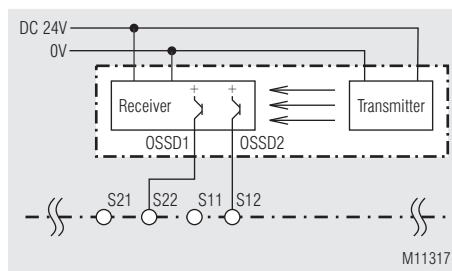 DC 24V
0V
+ +
Receiver
Transmitter
OSSD1 OSSD2
S21 S22 S11 S12
M11317